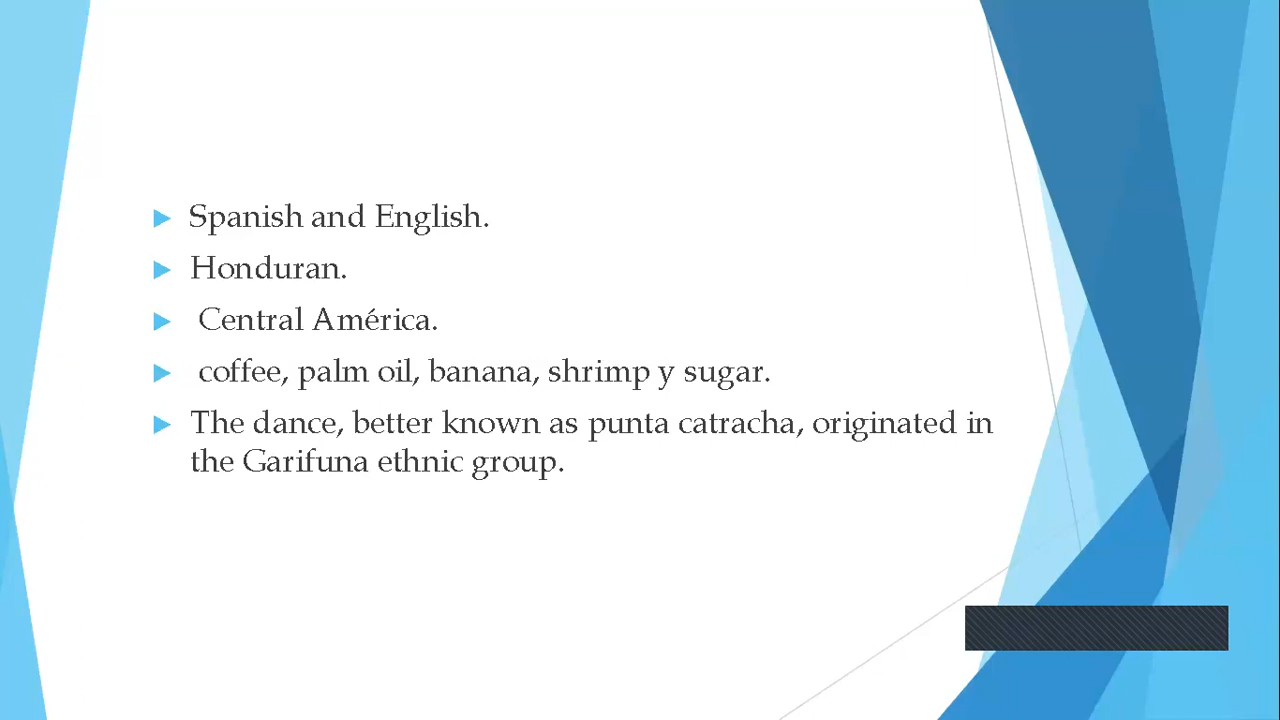 Spanish and English.
Honduran.
Central América.
coffee, palm oil, banana, shrimp y sugar.
The dance, better known as punta catracha, originated in
the Garifuna ethnic group.